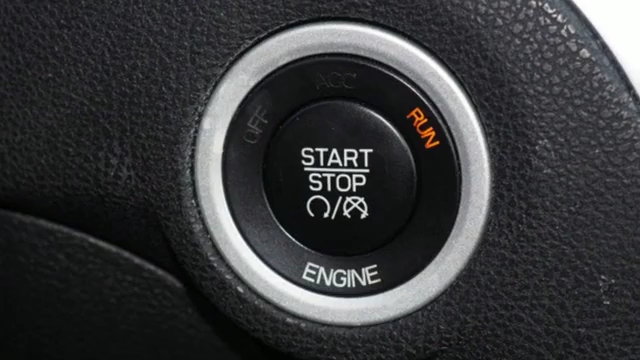 ACC
OFF
RUN
START
STOP
ENGINE